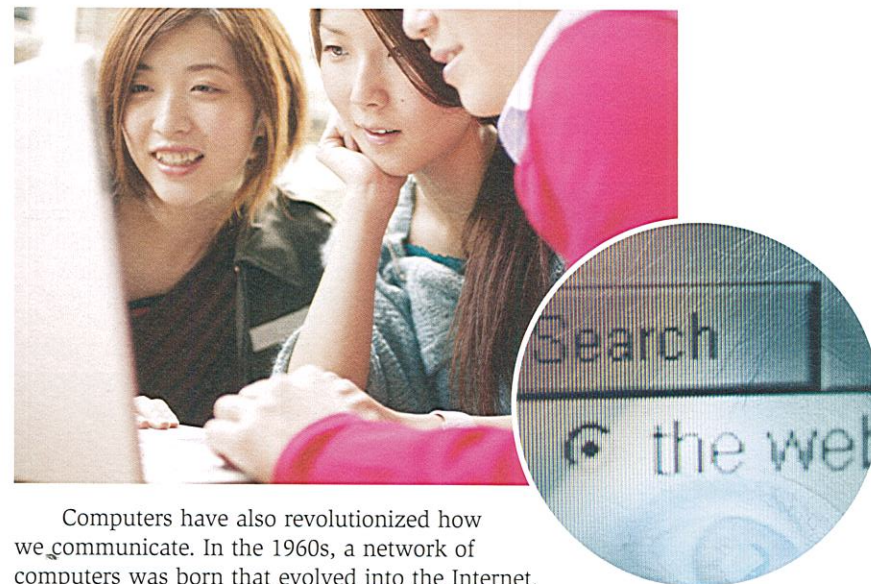 Search
the web
Computers have also revolutionized how
we communicate. In the 1960s, a network of
computers was born that evolved into the Internet.